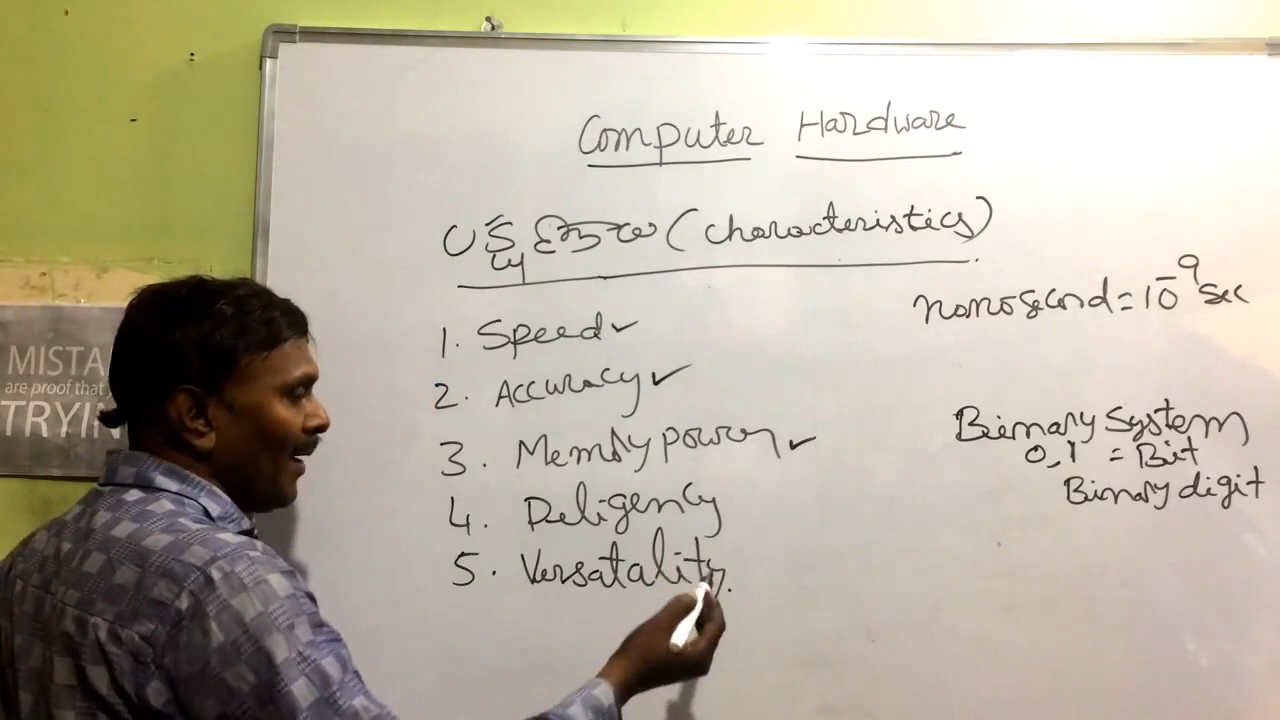 Computer Hardware
(characteristics)
1. Speed ✓
2. Accuracy ✓
3. Memory power ✓
4. Deligency
5. Versatality.
nanosecond = 10⁻⁹ sec
Binary System
0, 1 = Bit
Binary digit
MISTA
are proof that
TRYIN